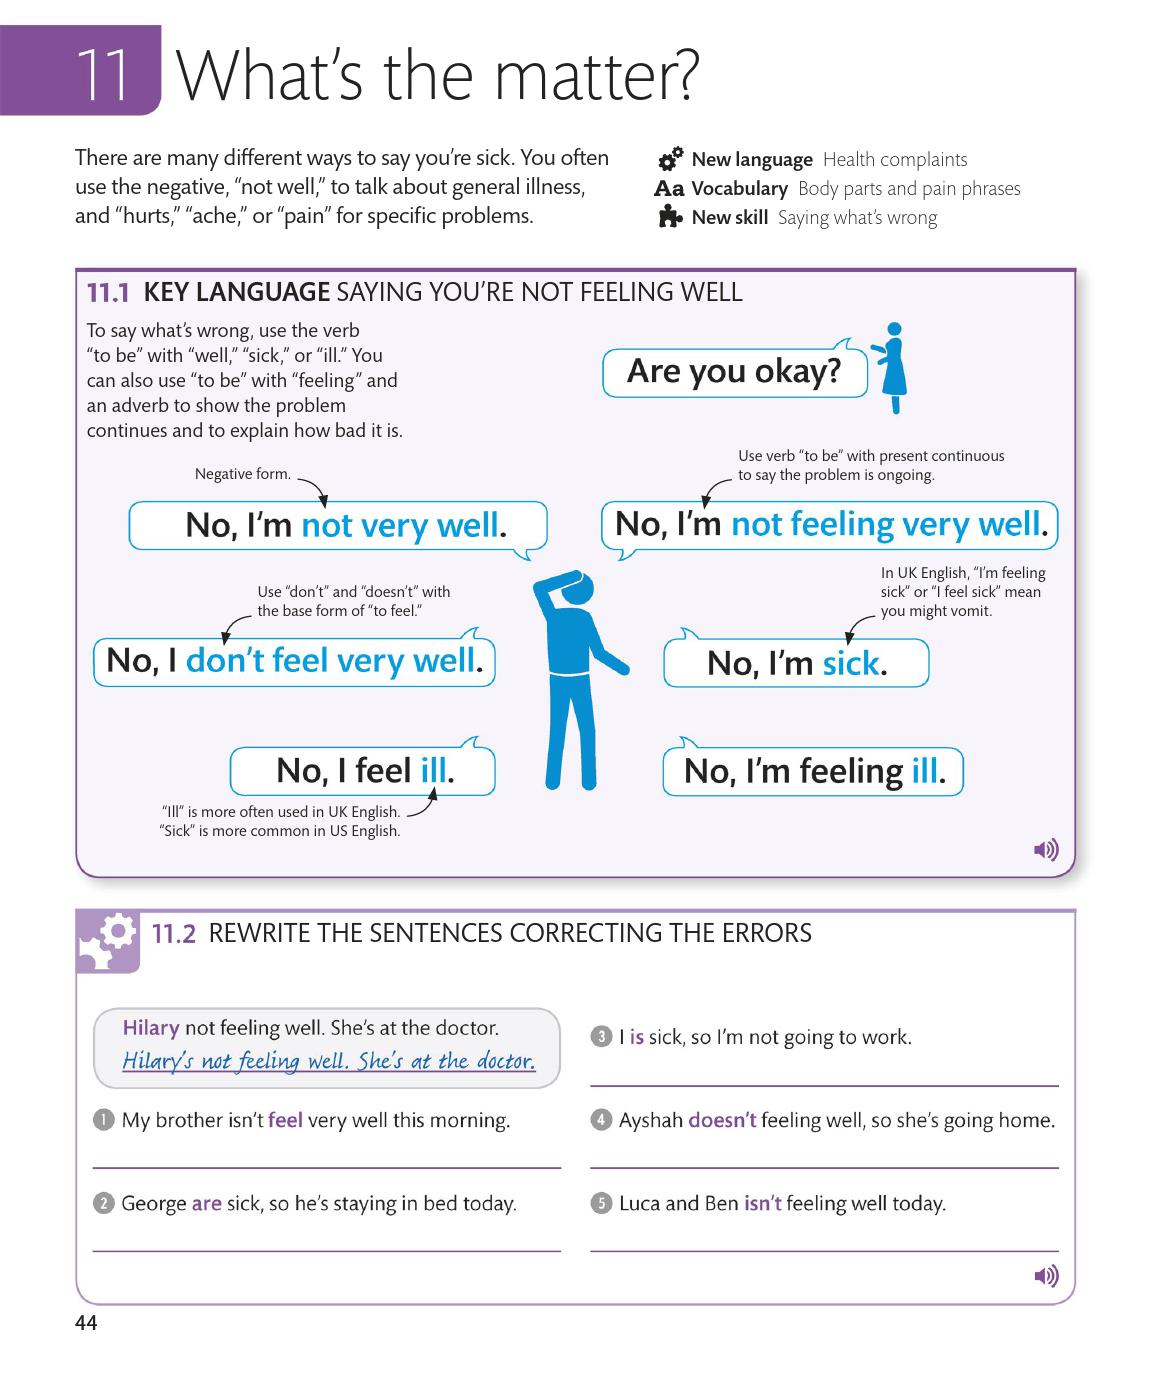 11 What's the matter?
There are many different ways to say you're sick. You often
use the negative, “not well,” to talk about general illness,
and “hurts,” “ache,” or “pain” for specific problems.
New language Health complaints
Aa Vocabulary Body parts and pain phrases
New skill Saying what's wrong
11.1 KEY LANGUAGE SAYING YOU'RE NOT FEELING WELL
To say what's wrong, use the verb
“to be” with “well,” “sick,” or “ill.” You
can also use “to be” with “feeling” and
an adverb to show the problem
continues and to explain how bad it is.
Are you okay?
Negative form.
No, I'm not very well.
Use verb “to be” with present continuous
to say the problem is ongoing.
No, I'm not feeling very well.
Use “don't” and “doesn't” with
the base form of “to feel.”
No, I don't feel very well.
In UK English, “I'm feeling
sick” or “I feel sick” mean
you might vomit.
No, I'm sick.
No, I feel ill.
“Ill” is more often used in UK English.
“Sick” is more common in US English.
No, I'm feeling ill.
11.2 REWRITE THE SENTENCES CORRECTING THE ERRORS
Hilary not feeling well. She's at the doctor.
Hilary's not feeling well. She's at the doctor.
1 My brother isn't feel very well this morning.
2 George are sick, so he's staying in bed today.
3 I is sick, so I'm not going to work.
4 Ayshah doesn't feeling well, so she's going home.
5 Luca and Ben isn't feeling well today.
44